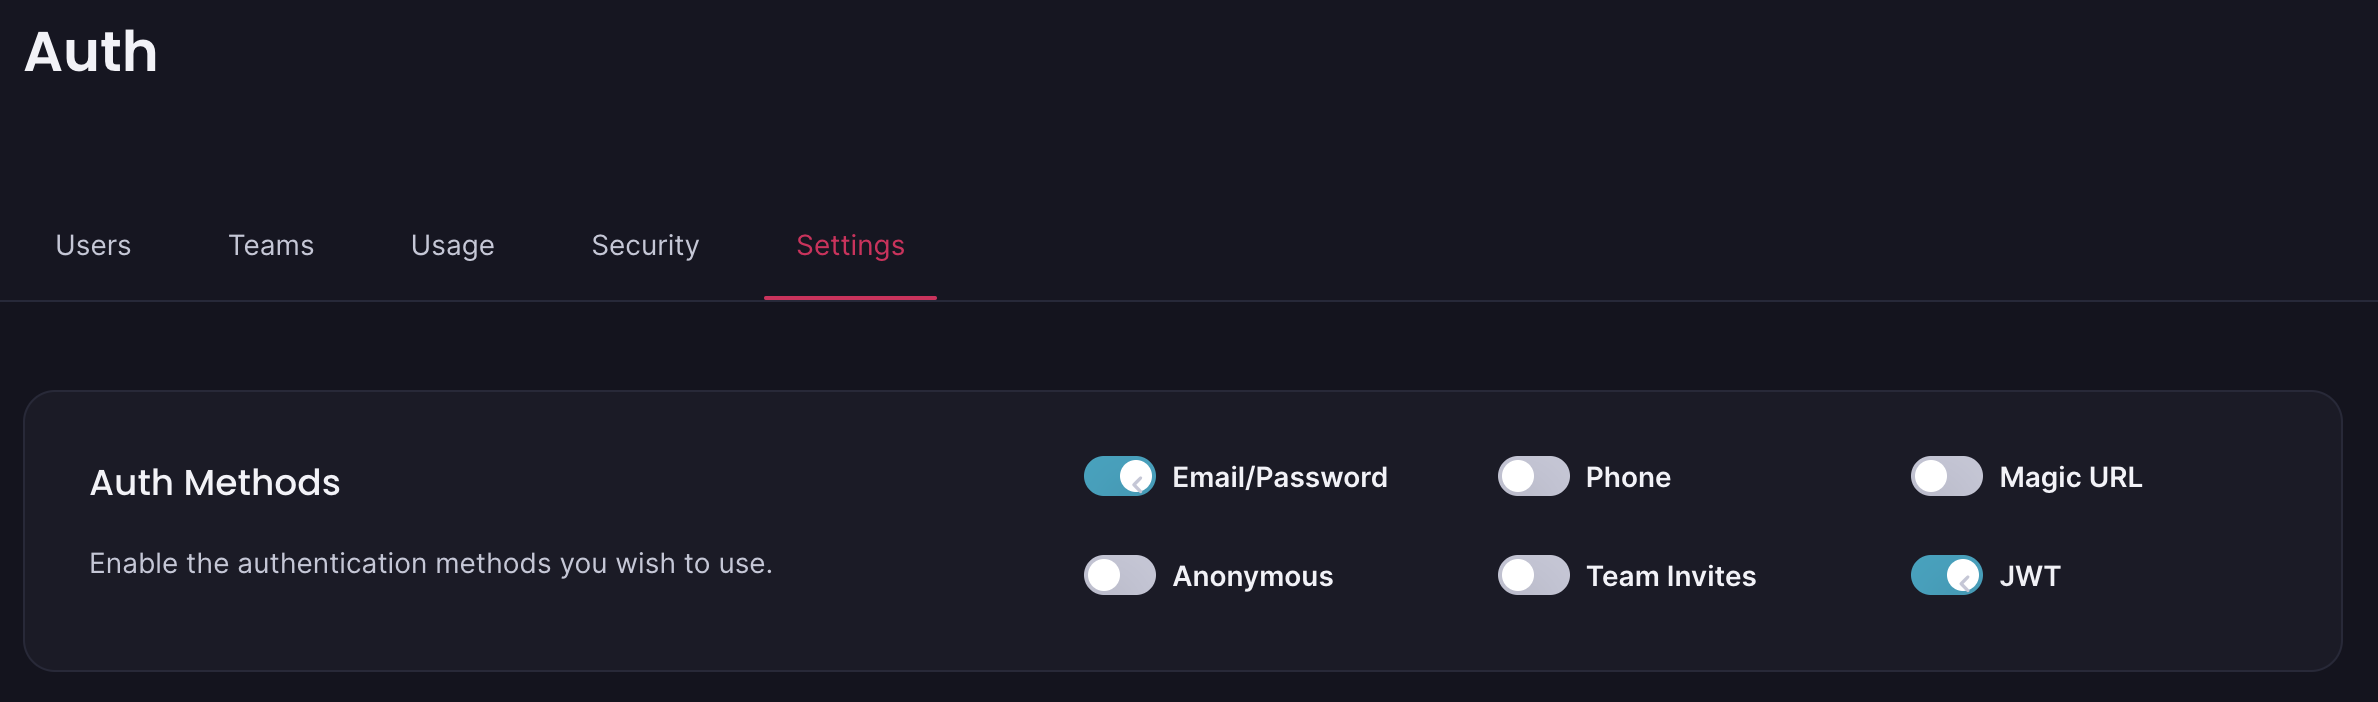 Auth
Users Teams Usage Security Settings
Auth Methods
Enable the authentication methods you wish to use.
Email/Password Phone Magic URL
Anonymous Team Invites JWT